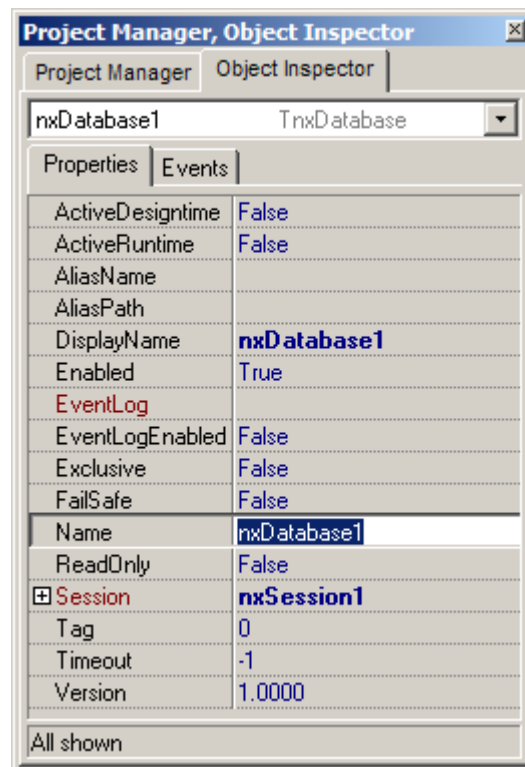 Project Manager, Object Inspector
Project Manager Object Inspector
nxDatabase1 TnxDatabase
Properties Events
ActiveDesigntime False
ActiveRuntime False
AliasName
AliasPath
DisplayName nxDatabase1
Enabled True
EventLog
EventLogEnabled False
Exclusive False
FailSafe False
Name nxDatabase1
ReadOnly False
Session nxSession1
Tag 0
Timeout -1
Version 1.0000
All shown